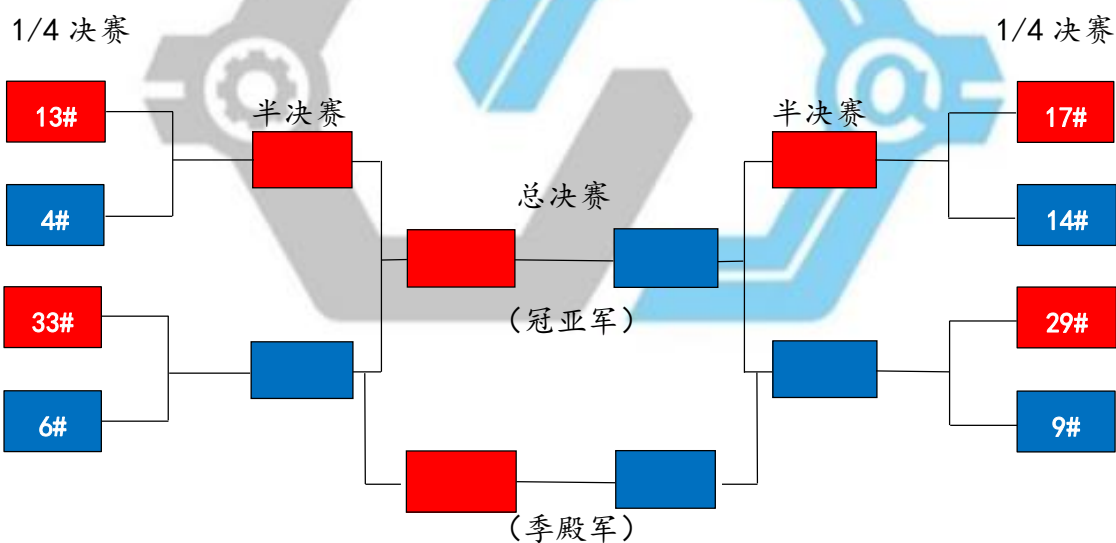 1/4 决赛
1/4 决赛
13#
半决赛
半决赛
17#
4#
总决赛
14#
33#
(冠亚军)
29#
6#
9#
(季殿军)